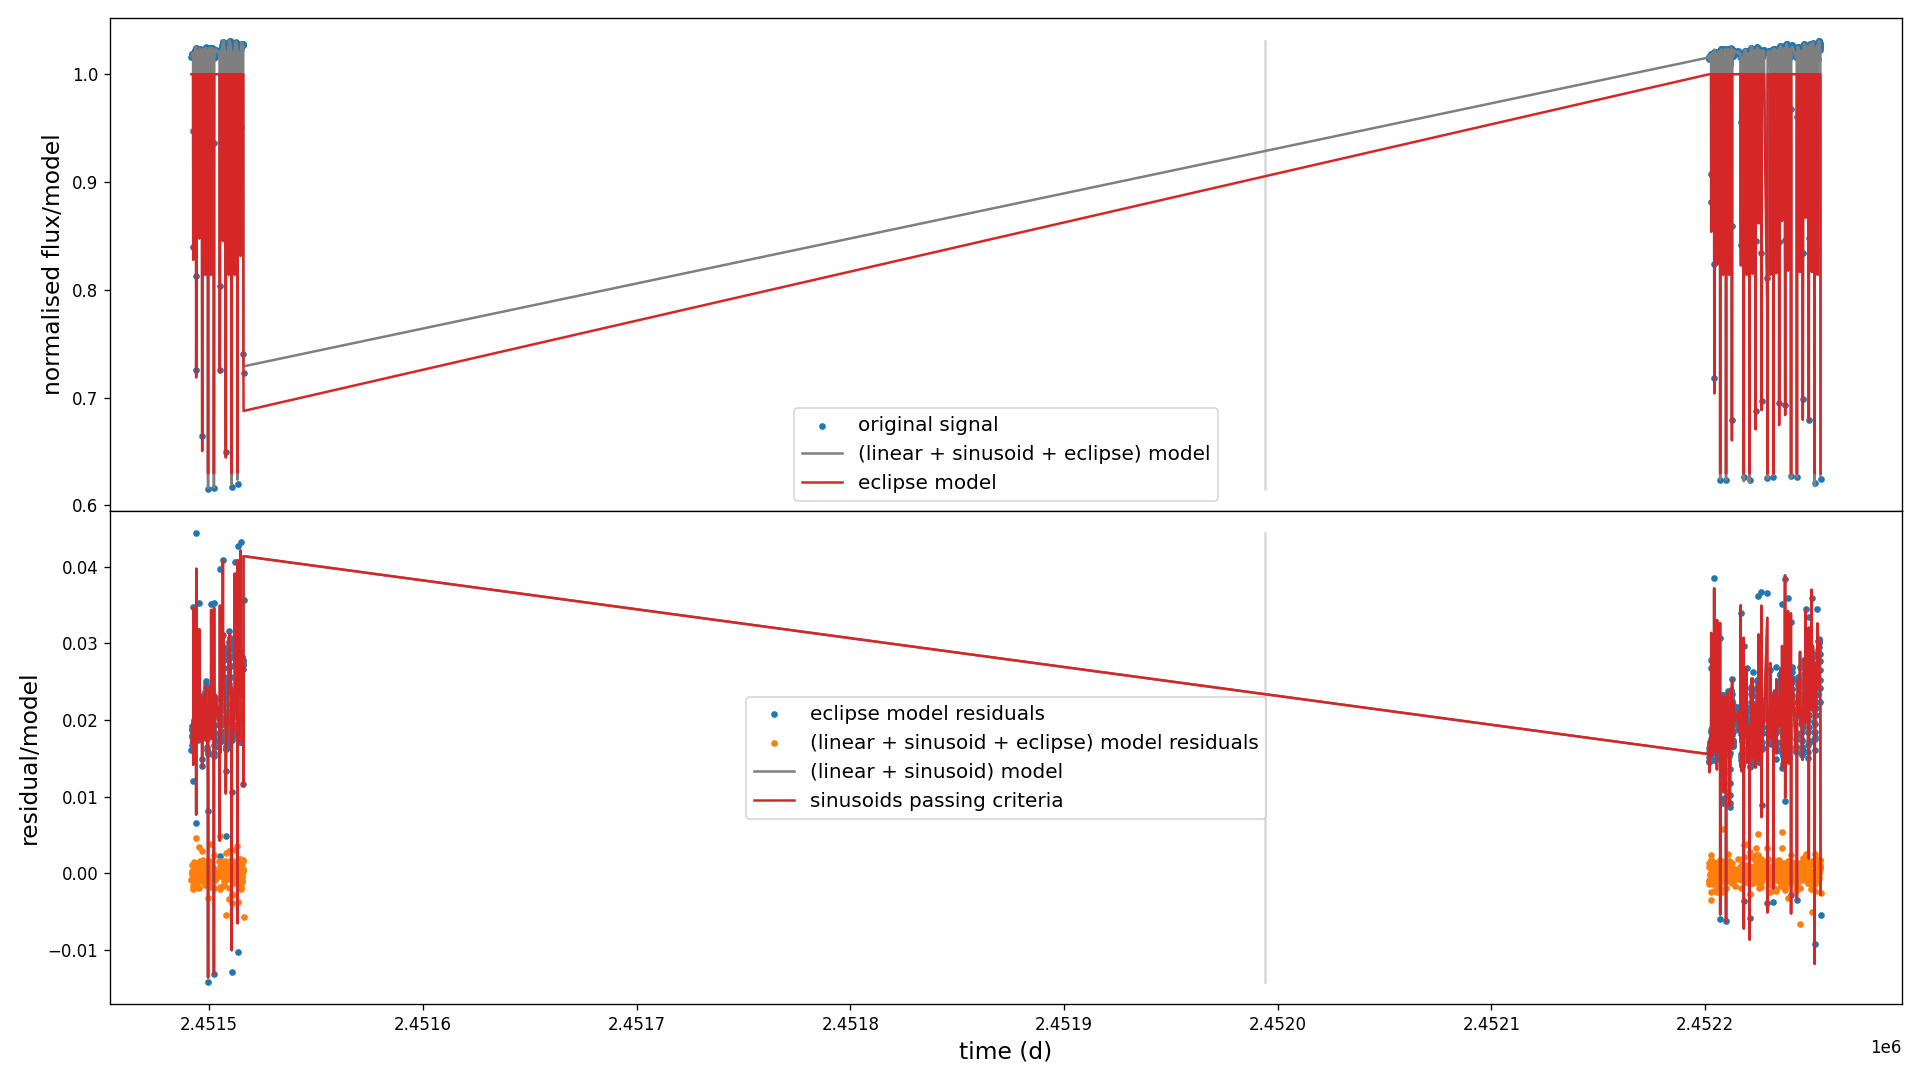 1.0
0.9
0.8
0.7
0.6
normalised flux/model
original signal
(linear + sinusoid + eclipse) model
eclipse model
0.04
0.03
0.02
0.01
0.00
−0.01
residual/model
eclipse model residuals
(linear + sinusoid + eclipse) model residuals
(linear + sinusoid) model
sinusoids passing criteria
2.4515 2.4516 2.4517 2.4518 2.4519 2.4520 2.4521 2.4522
1e6
time (d)